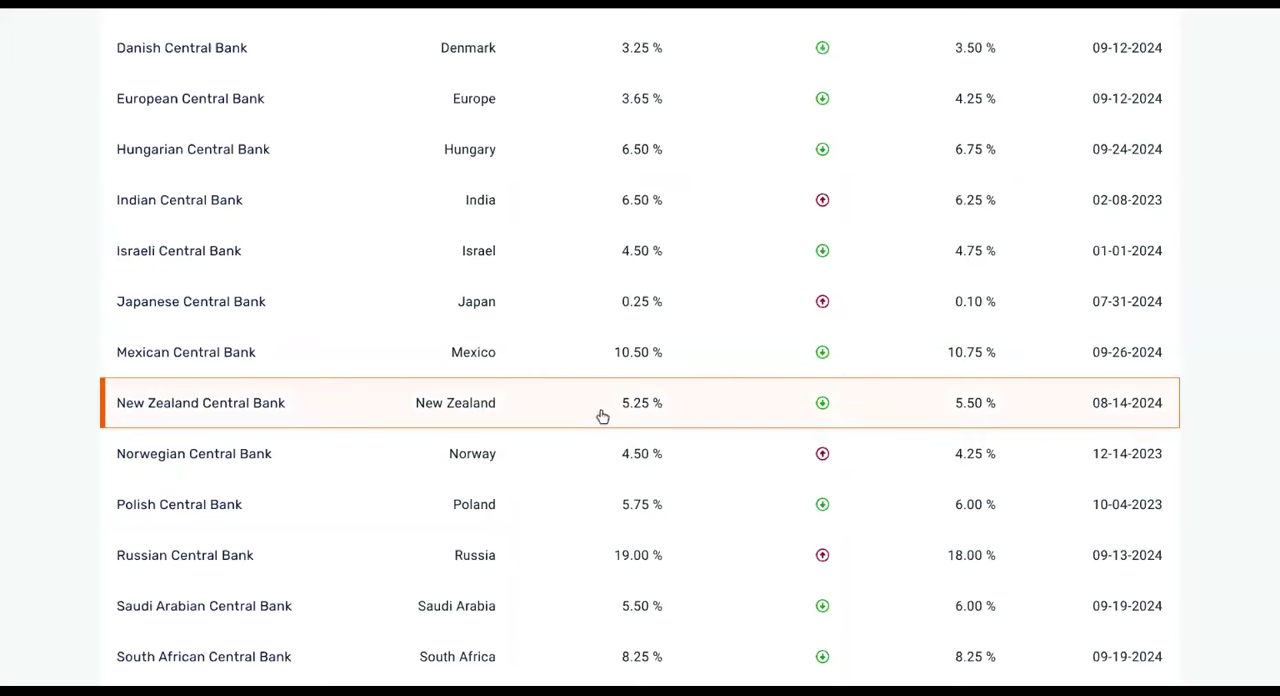 Danish Central Bank Denmark 3.25 % 3.50 % 09-12-2024
European Central Bank Europe 3.65 % 4.25 % 09-12-2024
Hungarian Central Bank Hungary 6.50 % 6.75 % 09-24-2024
Indian Central Bank India 6.50 % 6.25 % 02-08-2023
Israeli Central Bank Israel 4.50 % 4.75 % 01-01-2024
Japanese Central Bank Japan 0.25 % 0.10 % 07-31-2024
Mexican Central Bank Mexico 10.50 % 10.75 % 09-26-2024
New Zealand Central Bank New Zealand 5.25 % 5.50 % 08-14-2024
Norwegian Central Bank Norway 4.50 % 4.25 % 12-14-2023
Polish Central Bank Poland 5.75 % 6.00 % 10-04-2023
Russian Central Bank Russia 19.00 % 18.00 % 09-13-2024
Saudi Arabian Central Bank Saudi Arabia 5.50 % 6.00 % 09-19-2024
South African Central Bank South Africa 8.25 % 8.25 % 09-19-2024